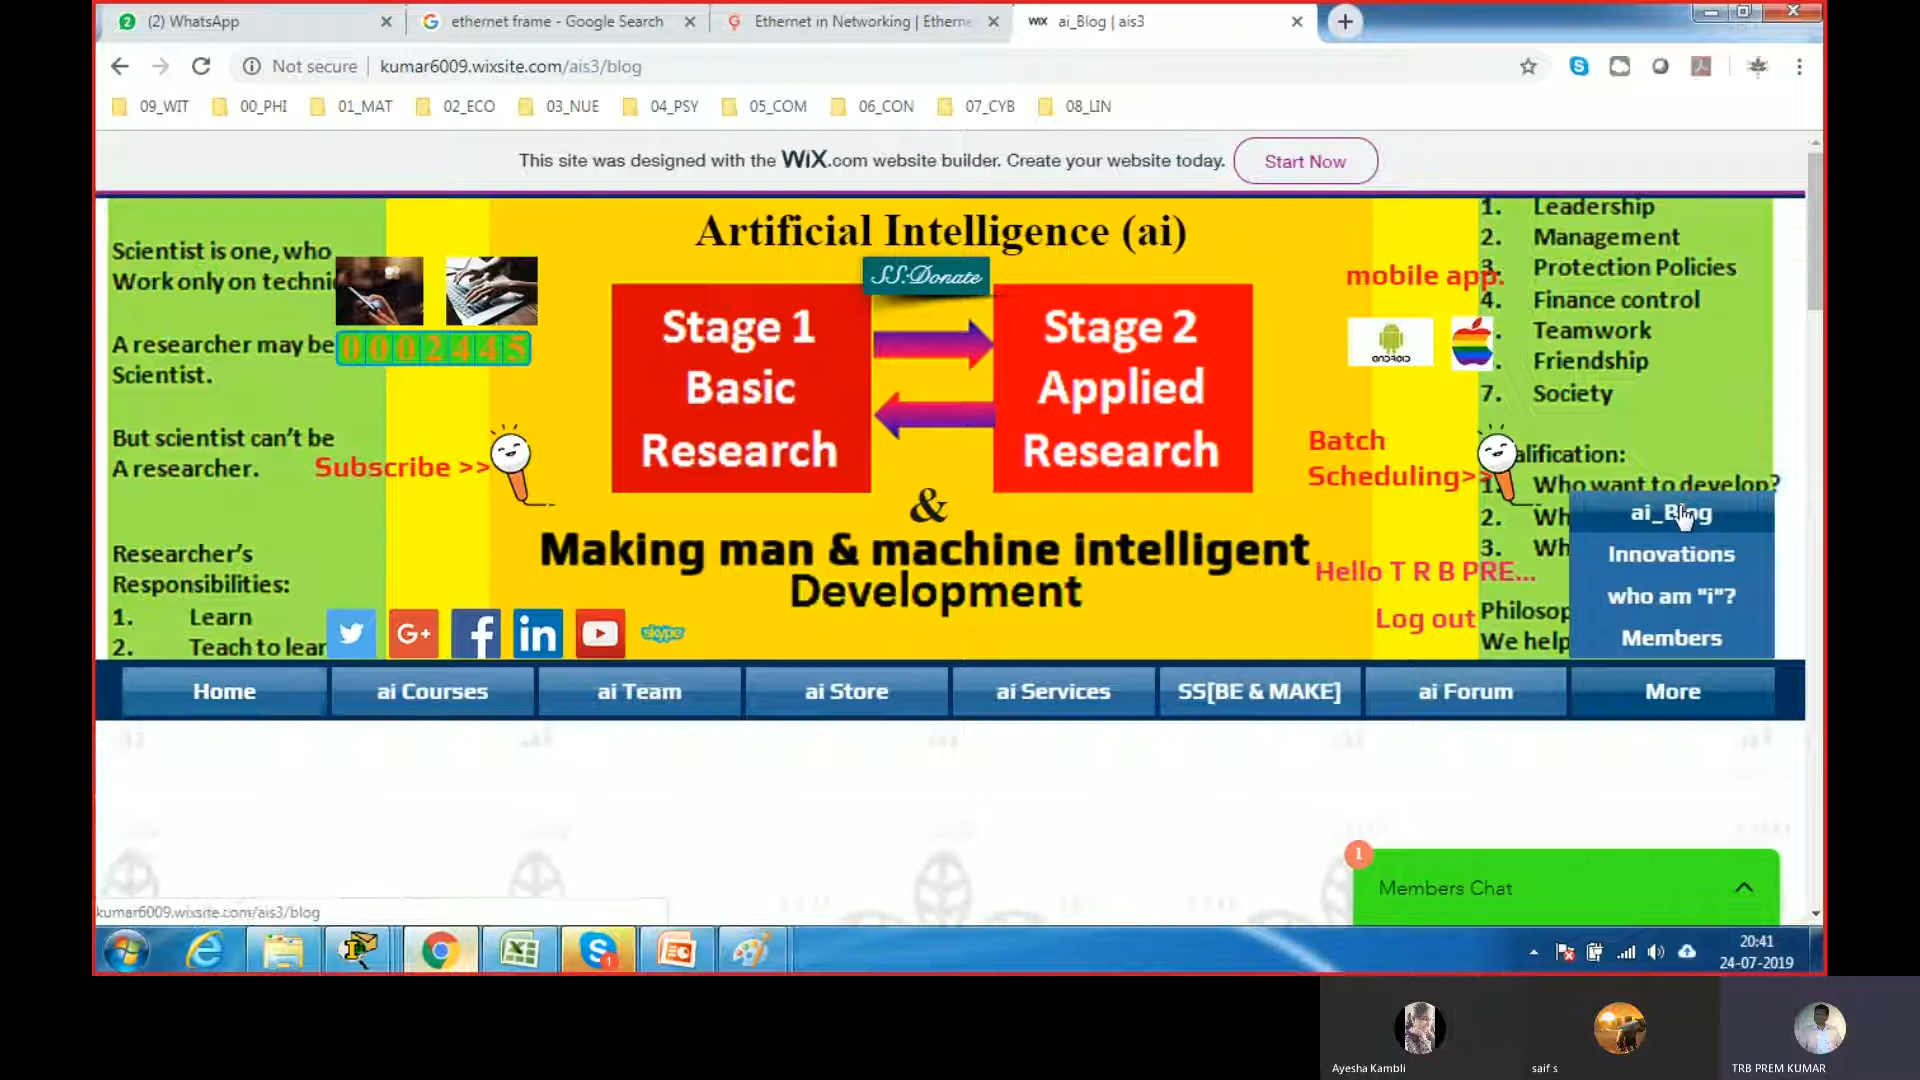 (2) WhatsApp
ethernet frame - Google Search
Ethernet in Networking | Etherne
WIX ai_Blog | ais3
Not secure
kumar6009.wixsite.com/ais3/blog
09_WIT
00_PHI
01_MAT
02_ECO
03_NUE
04_PSY
05_COM
06_CON
07_CYB
08_LIN
This site was designed with the WiX.com website builder. Create your website today.
Start Now
Scientist is one, who
Work only on techni
A researcher may be
Scientist.
But scientist can't be
A researcher.
Researcher's
Responsibilities:
1. Learn
2. Teach to lear
0002445
Subscribe >>
Artificial Intelligence (ai)
SS:Donate
Stage 1
Basic
Research
Stage 2
Applied
Research
&
Making man & machine intelligent
Development
skype
mobile app.
ANDROID
Batch
Scheduling>>
Hello T R B PRE...
Log out
1. Leadership
2. Management
3. Protection Policies
4. Finance control
Teamwork
Friendship
7. Society
alification:
1. Who want to develop?
2. Wh
3. Wh
Philosop
We help
ai_Blog
Innovations
who am "i"?
Members
Home
ai Courses
ai Team
ai Store
ai Services
SS[BE & MAKE]
ai Forum
More
1
Members Chat
kumar6009.wixsite.com/ais3/blog
1
20:41
24-07-2019
Ayesha Kambli
saif s
TRB PREM KUMAR